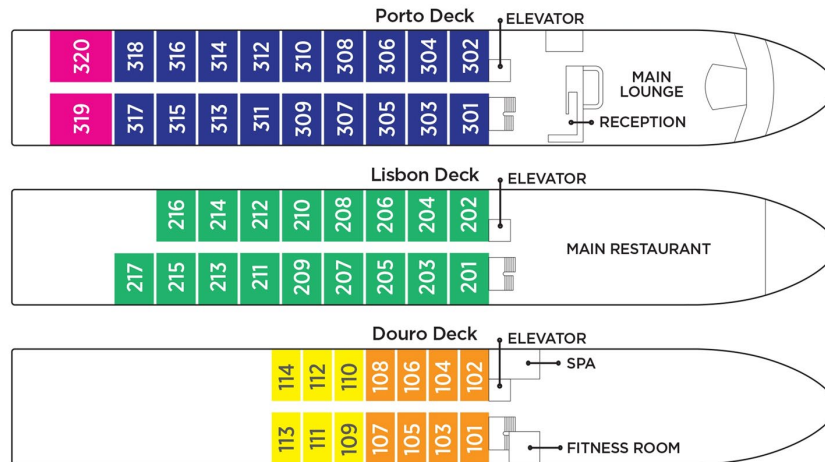 Porto Deck
ELEVATOR
320 318 316 314 312 310 308 306 304 302
MAIN
LOUNGE
319 317 315 313 311 309 307 305 303 301
RECEPTION
Lisbon Deck
ELEVATOR
216 214 212 210 208 206 204 202
MAIN RESTAURANT
217 215 213 211 209 207 205 203 201
Douro Deck
ELEVATOR
114 112 110 108 106 104 102
SPA
113 111 109 107 105 103 101
FITNESS ROOM